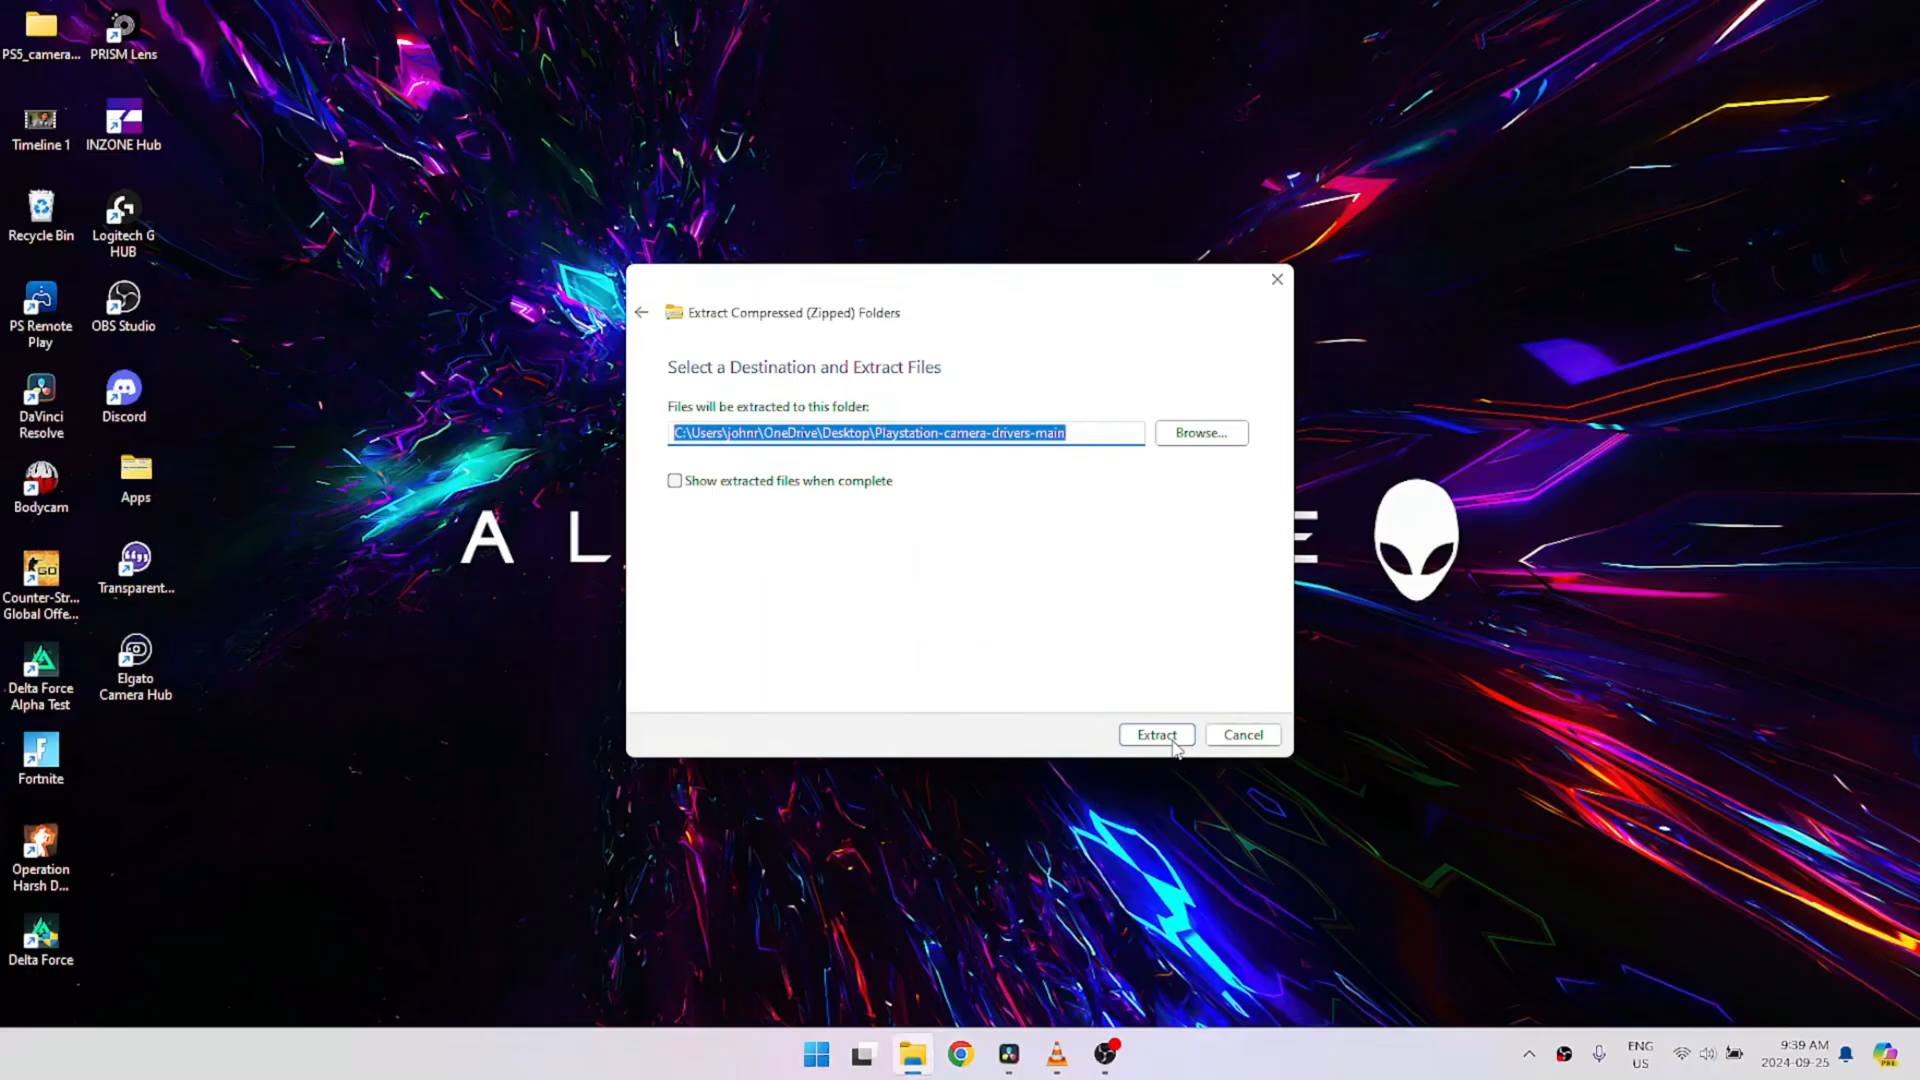 PS5_camera...
PRISM Lens
Timeline 1
INZONE Hub
Recycle Bin
Logitech G
HUB
PS Remote
Play
OBS Studio
DaVinci
Resolve
Discord
Bodycam
Apps
Counter-Str...
Global Offe...
Transparent...
Delta Force
Alpha Test
Elgato
Camera Hub
Fortnite
Operation
Harsh D...
Delta Force
A L
E
Extract Compressed (Zipped) Folders
Select a Destination and Extract Files
Files will be extracted to this folder:
C:\Users\johnr\OneDrive\Desktop\Playstation-camera-drivers-main
Browse...
Show extracted files when complete
Extract
Cancel
ENG
US
9:39 AM
2024-09-25